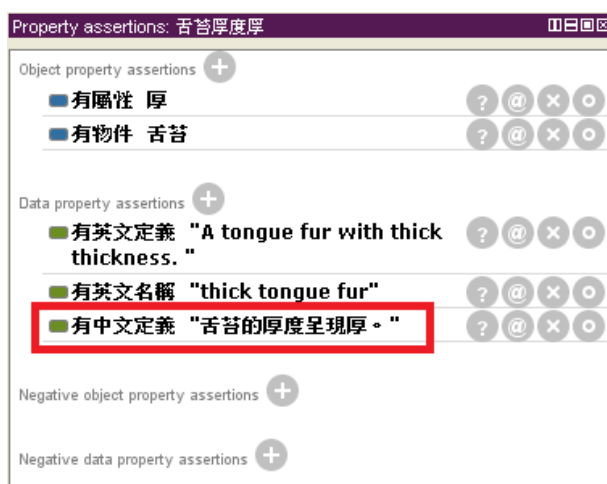 Property assertions: 舌苔厚度厚
Object property assertions
有屬性 厚
有物件 舌苔
Data property assertions
有英文定義 "A tongue fur with thick
thickness. "
有英文名稱 "thick tongue fur"
有中文定義 "舌苔的厚度呈現厚。"
Negative object property assertions
Negative data property assertions